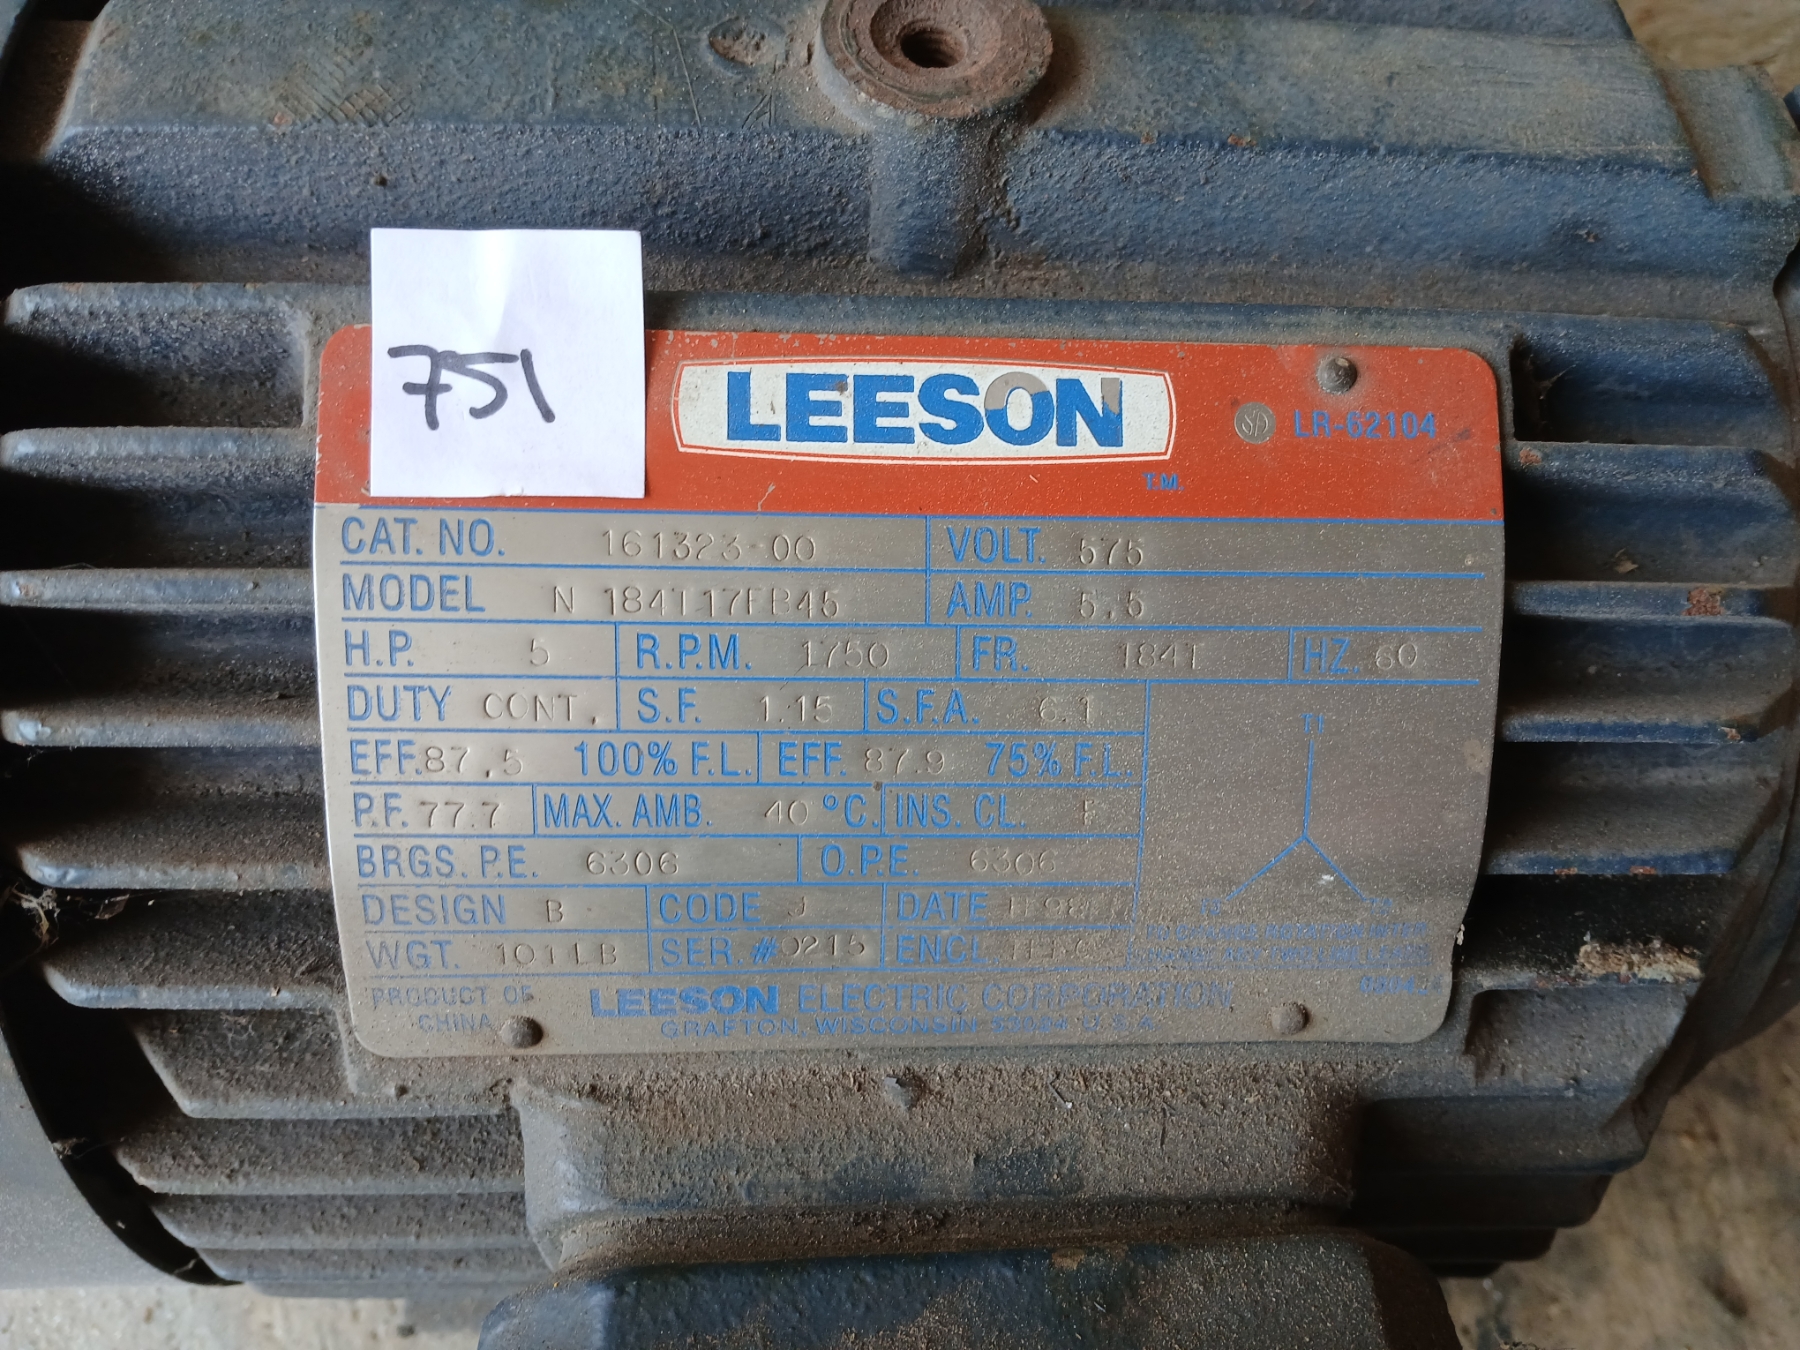 751
LEESON
T.M.
LR-62104
CAT. NO. 161323-00 VOLT. 575
MODEL N 184T17FB45 AMP. 5.5
H.P. 5 R.P.M. 1750 FR. 184T HZ. 60
DUTY CONT. S.F. 1.15 S.F.A. 6.1
EFF. 87.5 100% F.L. EFF. 87.9 75% F.L.
P.F. 77.7 MAX. AMB. 40 °C. INS. CL. F
BRGS. P.E. 6306 O.P.E. 6306
DESIGN B CODE J DATE
WGT. 101 LB SER. # 0215 ENCL.
T1
PRODUCT OF
CHINA
LEESON ELECTRIC CORPORATION
GRAFTON, WISCONSIN 53024 U.S.A.